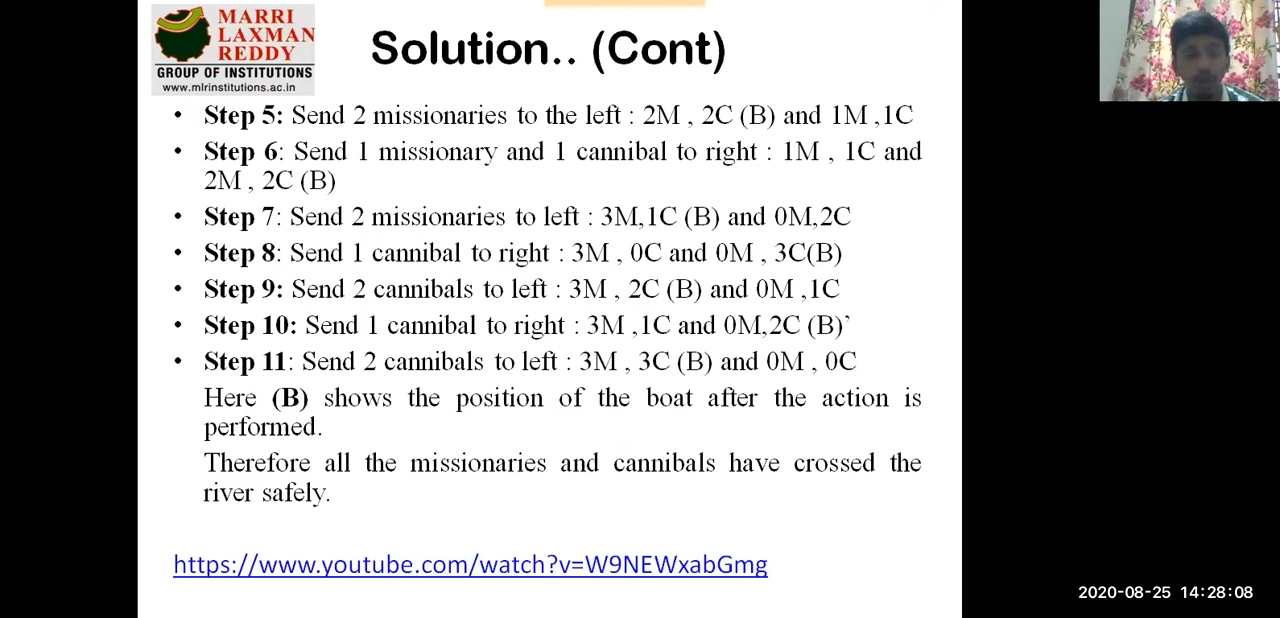 MARRI
LAXMAN
REDDY
GROUP OF INSTITUTIONS
www.mlrinstitutions.ac.in
Solution.. (Cont)
• Step 5: Send 2 missionaries to the left : 2M , 2C (B) and 1M ,1C
• Step 6: Send 1 missionary and 1 cannibal to right : 1M , 1C and
2M , 2C (B)
• Step 7: Send 2 missionaries to left : 3M,1C (B) and 0M,2C
• Step 8: Send 1 cannibal to right : 3M , 0C and 0M , 3C(B)
• Step 9: Send 2 cannibals to left : 3M , 2C (B) and 0M ,1C
• Step 10: Send 1 cannibal to right : 3M ,1C and 0M,2C (B)’
• Step 11: Send 2 cannibals to left : 3M , 3C (B) and 0M , 0C
Here (B) shows the position of the boat after the action is
performed.
Therefore all the missionaries and cannibals have crossed the
river safely.
https://www.youtube.com/watch?v=W9NEWxabGmg
2020-08-25 14:28:08